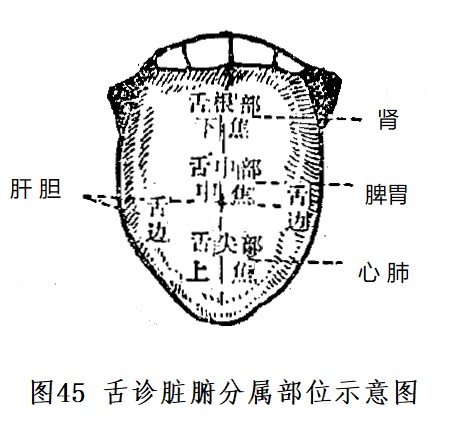 舌根部
下焦
肾
舌中部
中焦
肝胆
脾胃
舌边
舌边
舌尖部
上焦
心肺
图45 舌诊脏腑分属部位示意图